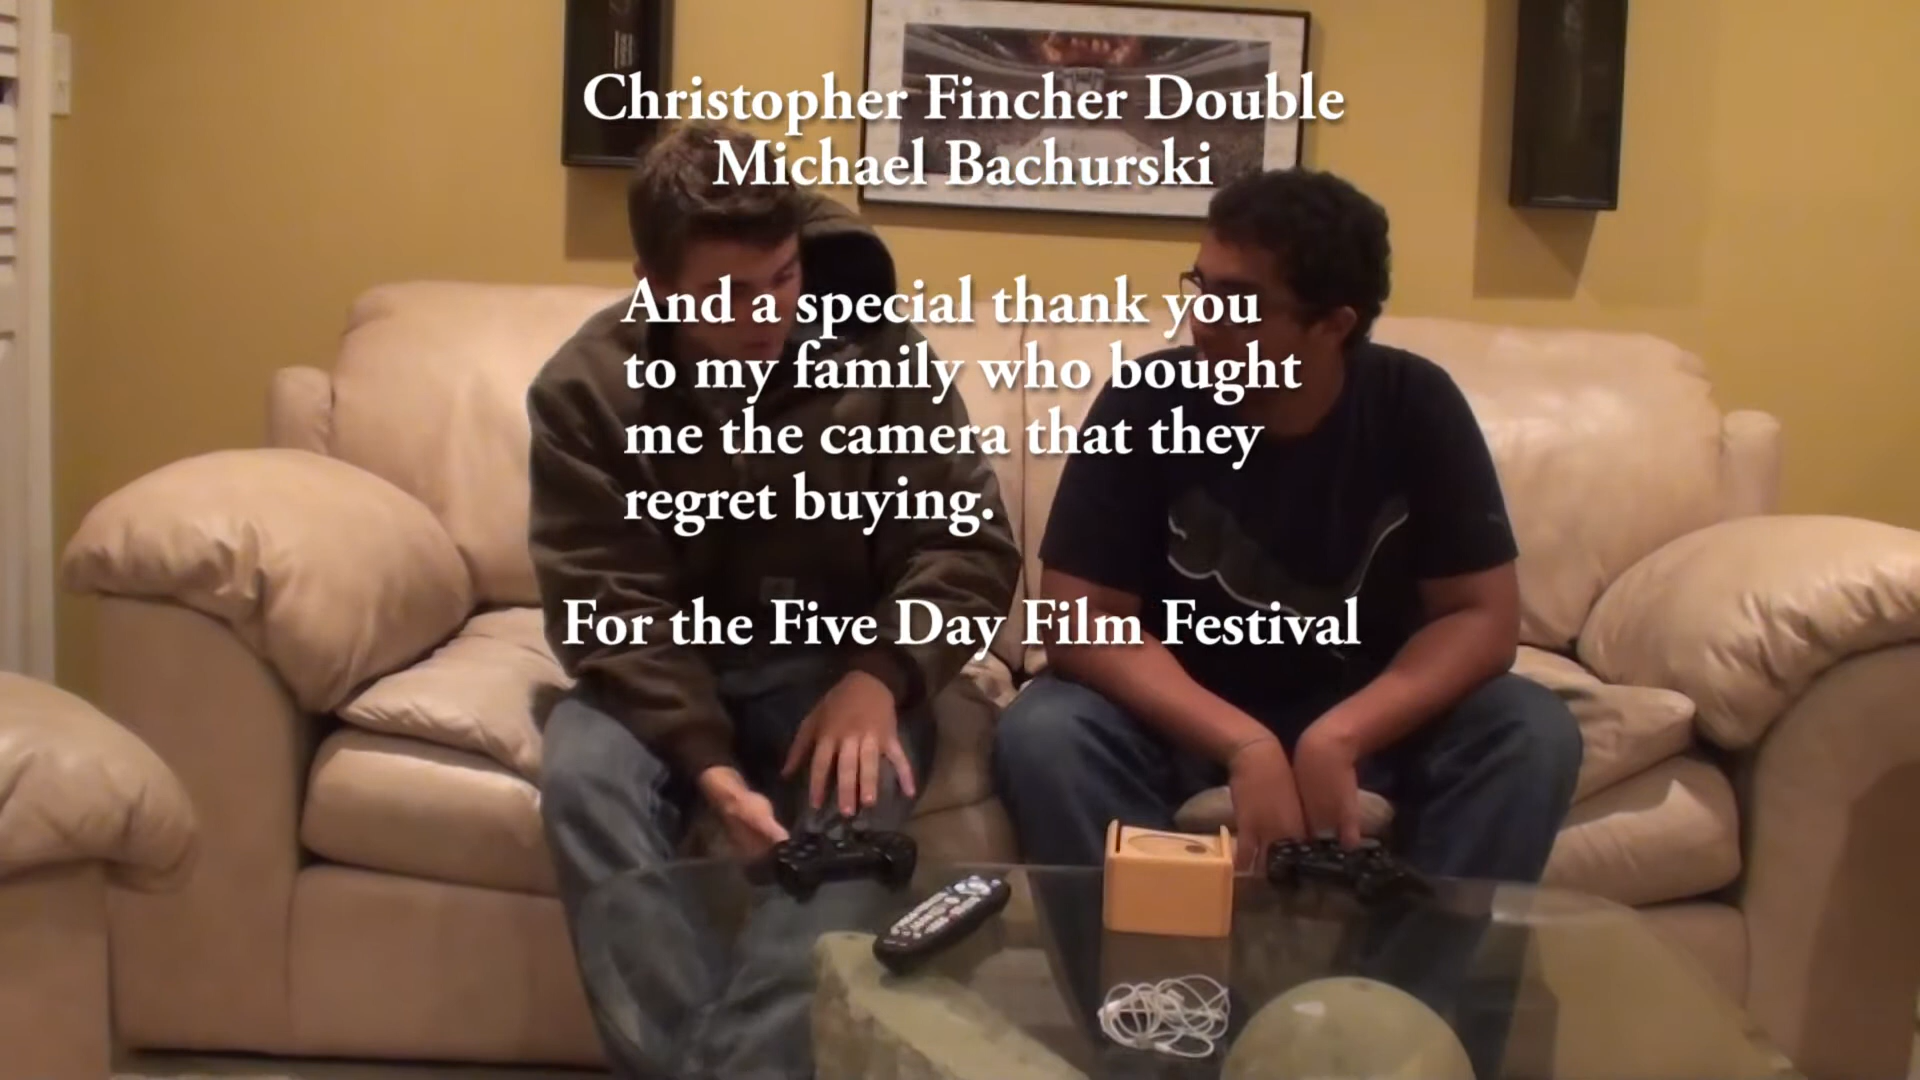 Christopher Fincher Double
Michael Bachurski
And a special thank you
to my family who bought
me the camera that they
regret buying.
For the Five Day Film Festival